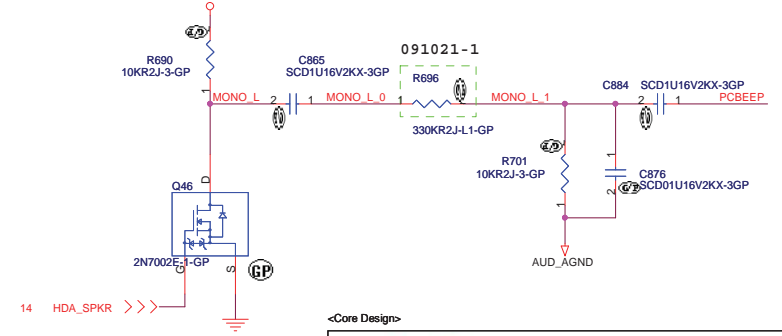 091021-1
R690
10KR2J-3-GP
C865
SCD1U16V2KX-3GP
R696
C884
SCD1U16V2KX-3GP
1
MONO_L
2
1
MONO_L_0
1
MONO_L_1
2
1
PCBEEP
330KR2J-L1-GP
R701
10KR2J-3-GP
1
1
C876
SCD01U16V2KX-3GP
2
Q46
D
2N7002E-1-GP
G
S
GP
AUD_AGND
14 HDA_SPKR
<Core Design>